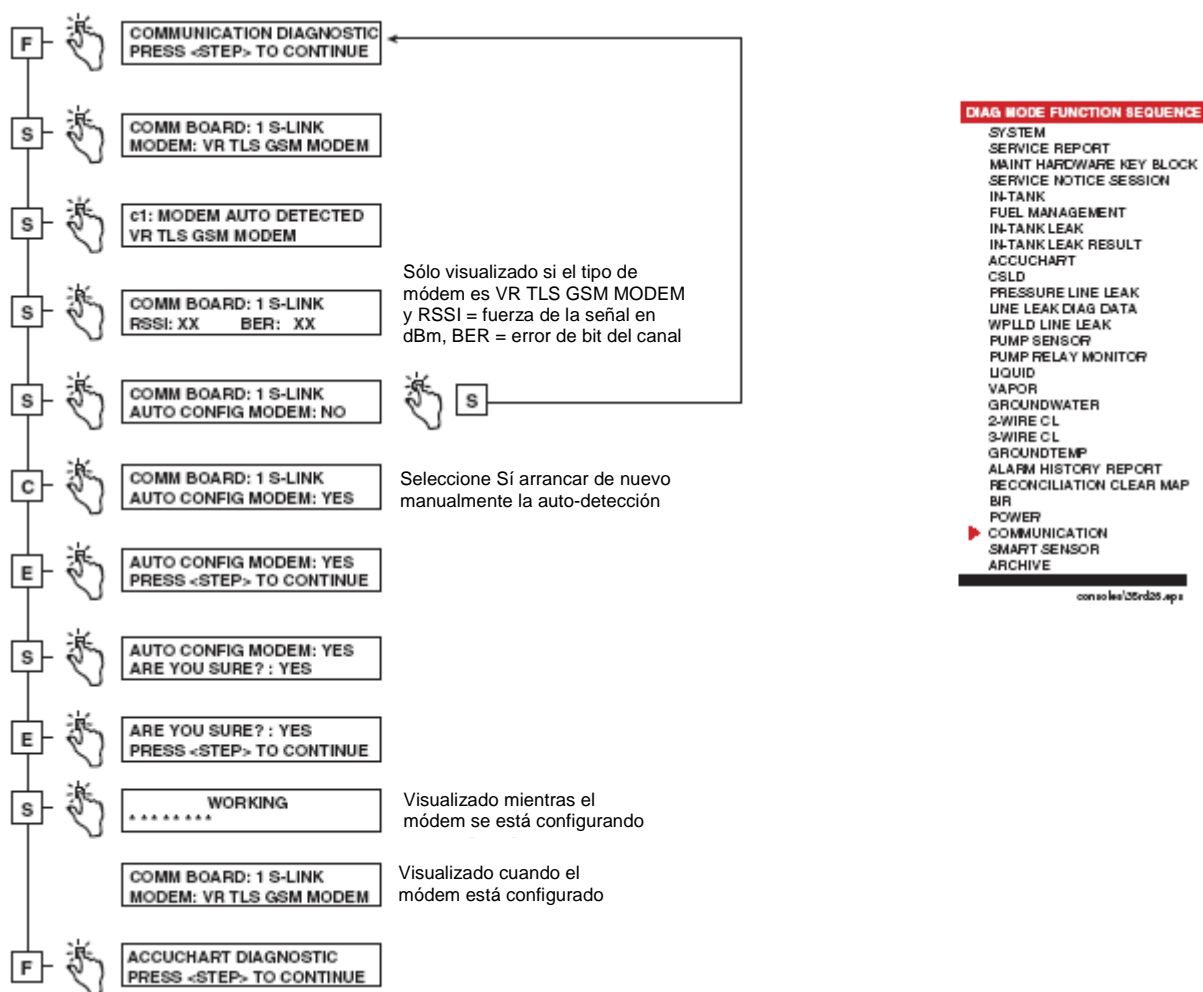 F
COMMUNICATION DIAGNOSTIC
PRESS <STEP> TO CONTINUE
S
COMM BOARD: 1 S-LINK
MODEM: VR TLS GSM MODEM
S
c1: MODEM AUTO DETECTED
VR TLS GSM MODEM
S
COMM BOARD: 1 S-LINK
RSSI: XX BER: XX
Sólo visualizado si el tipo de
módem es VR TLS GSM MODEM
y RSSI = fuerza de la señal en
dBm, BER = error de bit del canal
S
COMM BOARD: 1 S-LINK
AUTO CONFIG MODEM: NO
S
C
COMM BOARD: 1 S-LINK
AUTO CONFIG MODEM: YES
Seleccione Sí arrancar de nuevo
manualmente la auto-detección
E
AUTO CONFIG MODEM: YES
PRESS <STEP> TO CONTINUE
S
AUTO CONFIG MODEM: YES
ARE YOU SURE? : YES
E
ARE YOU SURE? : YES
PRESS <STEP> TO CONTINUE
S
WORKING
* * * * * * * *
Visualizado mientras el
módem se está configurando
COMM BOARD: 1 S-LINK
MODEM: VR TLS GSM MODEM
Visualizado cuando el
módem está configurado
F
ACCUCHART DIAGNOSTIC
PRESS <STEP> TO CONTINUE
DIAG MODE FUNCTION SEQUENCE
SYSTEM
SERVICE REPORT
MAINT HARDWARE KEY BLOCK
SERVICE NOTICE SESSION
IN-TANK
FUEL MANAGEMENT
IN-TANK LEAK
IN-TANK LEAK RESULT
ACCUCHART
CSLD
PRESSURE LINE LEAK
LINE LEAK DIAG DATA
WPLLD LINE LEAK
PUMP SENSOR
PUMP RELAY MONITOR
LIQUID
VAPOR
GROUNDWATER
2-WIRE CL
3-WIRE CL
GROUNDTEMP
ALARM HISTORY REPORT
RECONCILIATION CLEAR MAP
BIR
POWER
COMMUNICATION
SMART SENSOR
ARCHIVE
consoles\35rd26.eps